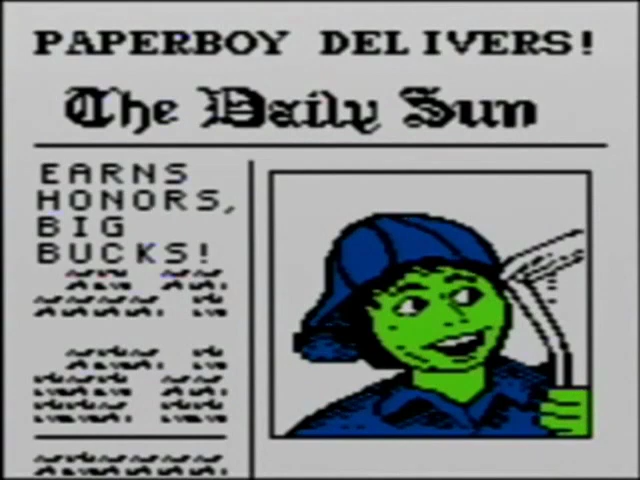 PAPERBOY DELIVERS!
The Daily Sun
EARNS
HONORS,
BIG
BUCKS!